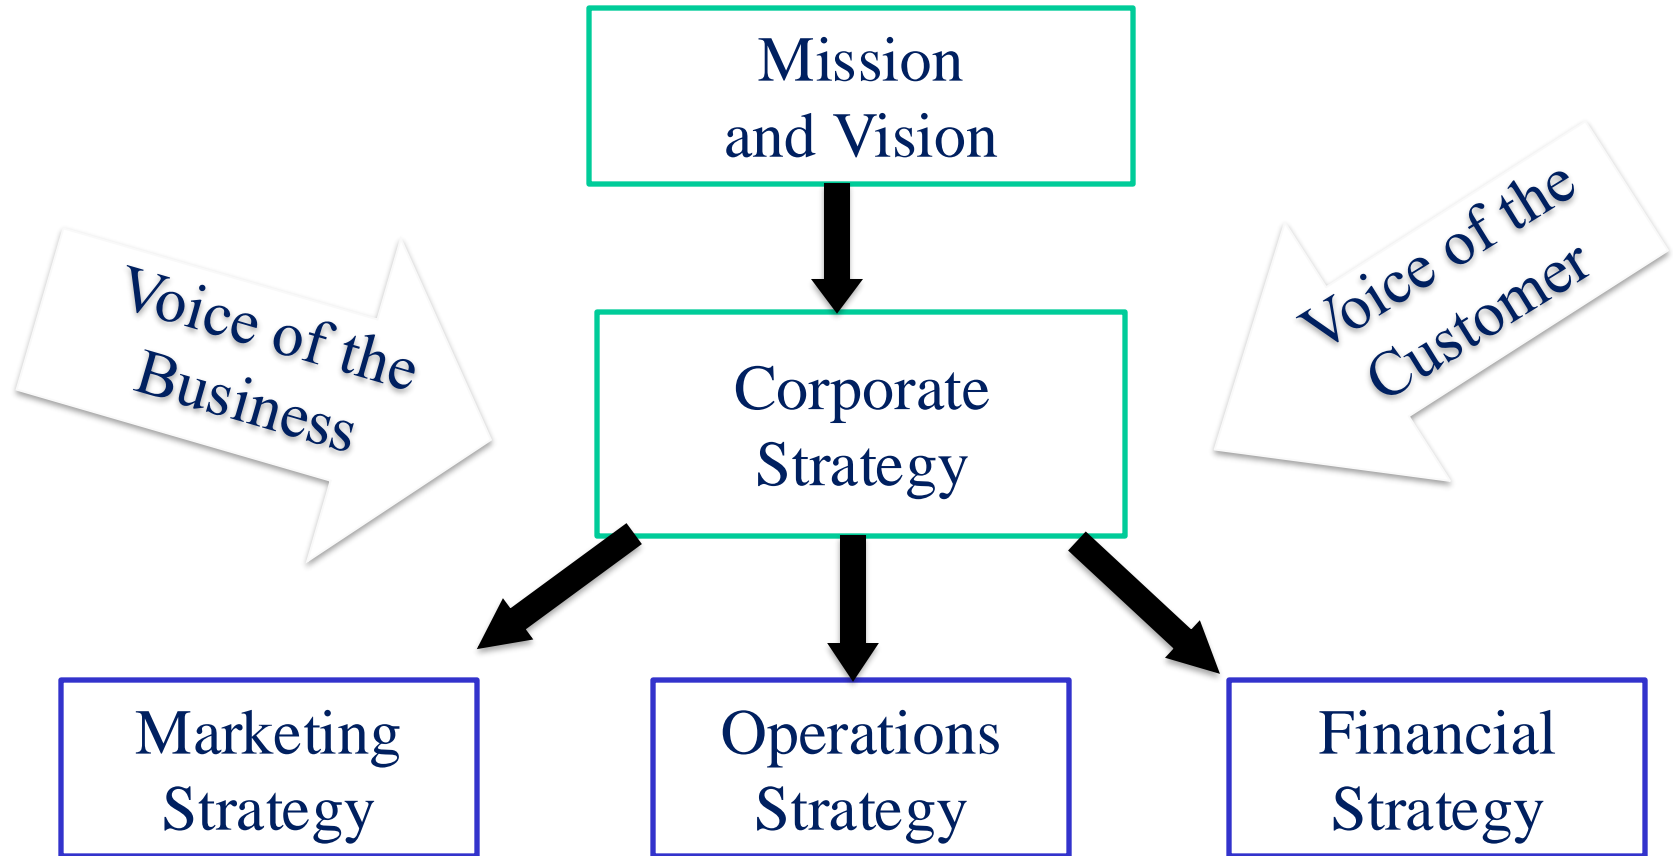 Mission
and Vision
Voice of the
Business
Voice of the
Customer
Corporate
Strategy
Marketing
Strategy
Operations
Strategy
Financial
Strategy